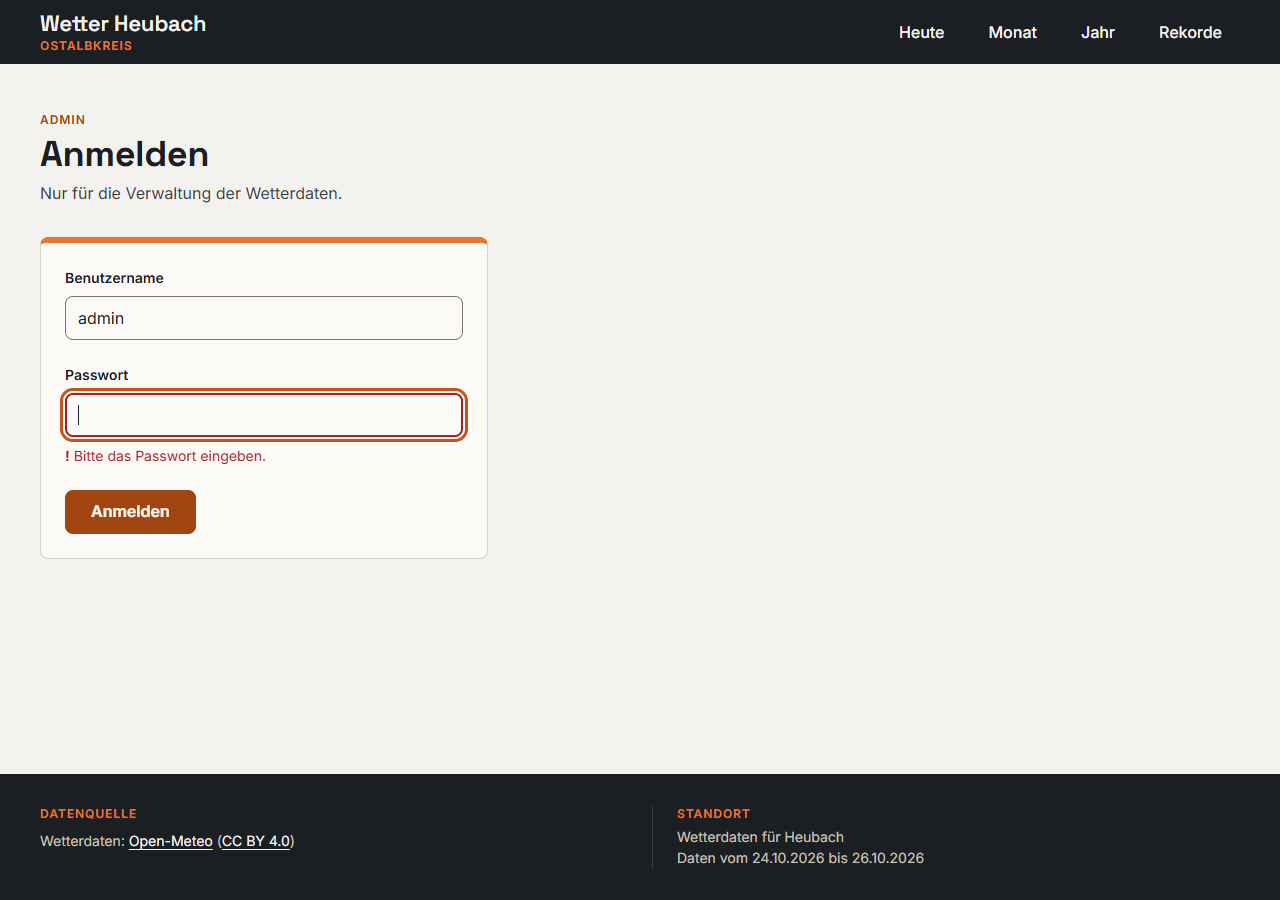 Wetter Heubach
OSTALBKREIS
Heute
Monat
Jahr
Rekorde
ADMIN
Anmelden
Nur für die Verwaltung der Wetterdaten.
Benutzername
admin
Passwort
! Bitte das Passwort eingeben.
Anmelden
DATENQUELLE
Wetterdaten: Open-Meteo (CC BY 4.0)
STANDORT
Wetterdaten für Heubach
Daten vom 24.10.2026 bis 26.10.2026